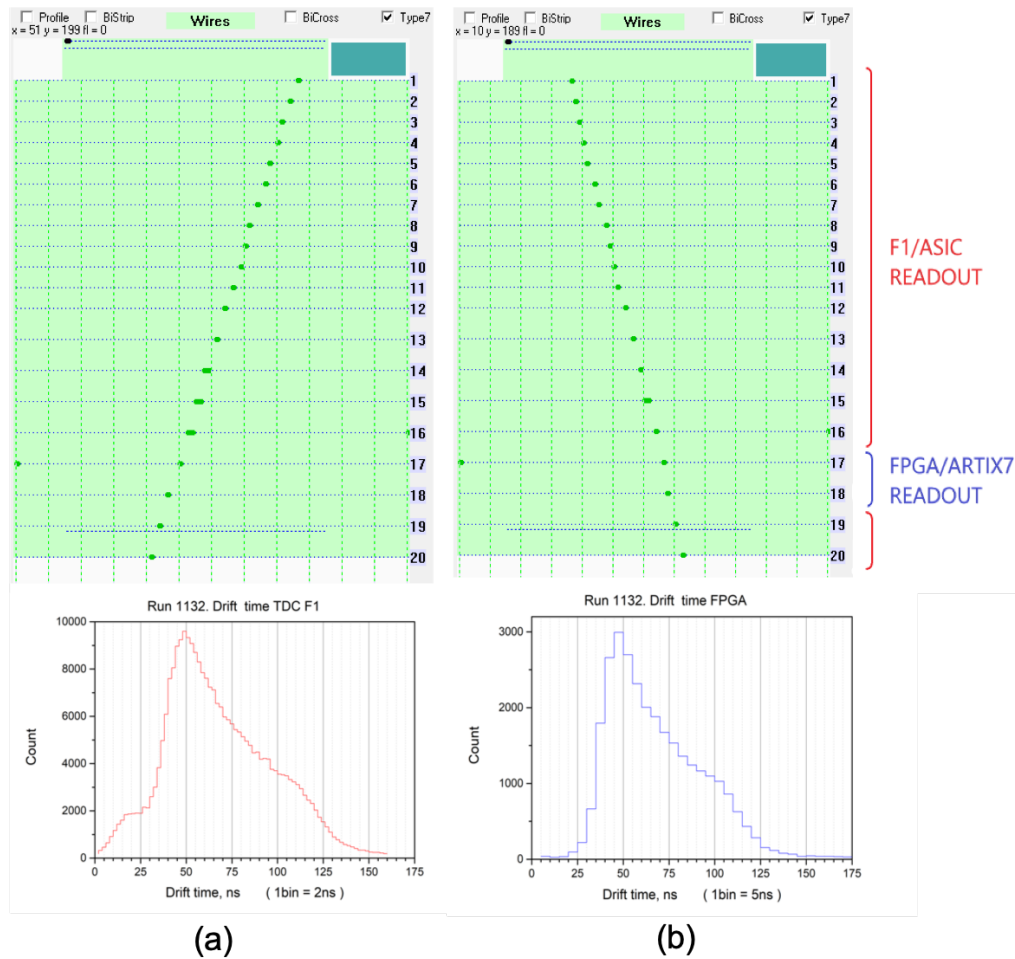 Profile BiStrip Wires BiCross Type7
x = 51 y = 199 fl = 0
1
2
3
4
5
6
7
8
9
10
11
12
13
14
15
16
17
18
19
20
Profile BiStrip Wires BiCross Type7
x = 10 y = 189 fl = 0
1
2
3
4
5
6
7
8
9
10
11
12
13
14
15
16
17
18
19
20
F1/ASIC
READOUT
FPGA/ARTIX7
READOUT
Run 1132. Drift time TDC F1
10000
8000
6000
4000
2000
0
Count
0 25 50 75 100 125 150 175
Drift time, ns ( 1bin = 2ns )
(a)
Run 1132. Drift time FPGA
3000
2000
1000
0
Count
0 25 50 75 100 125 150 175
Drift time, ns ( 1bin = 5ns )
(b)